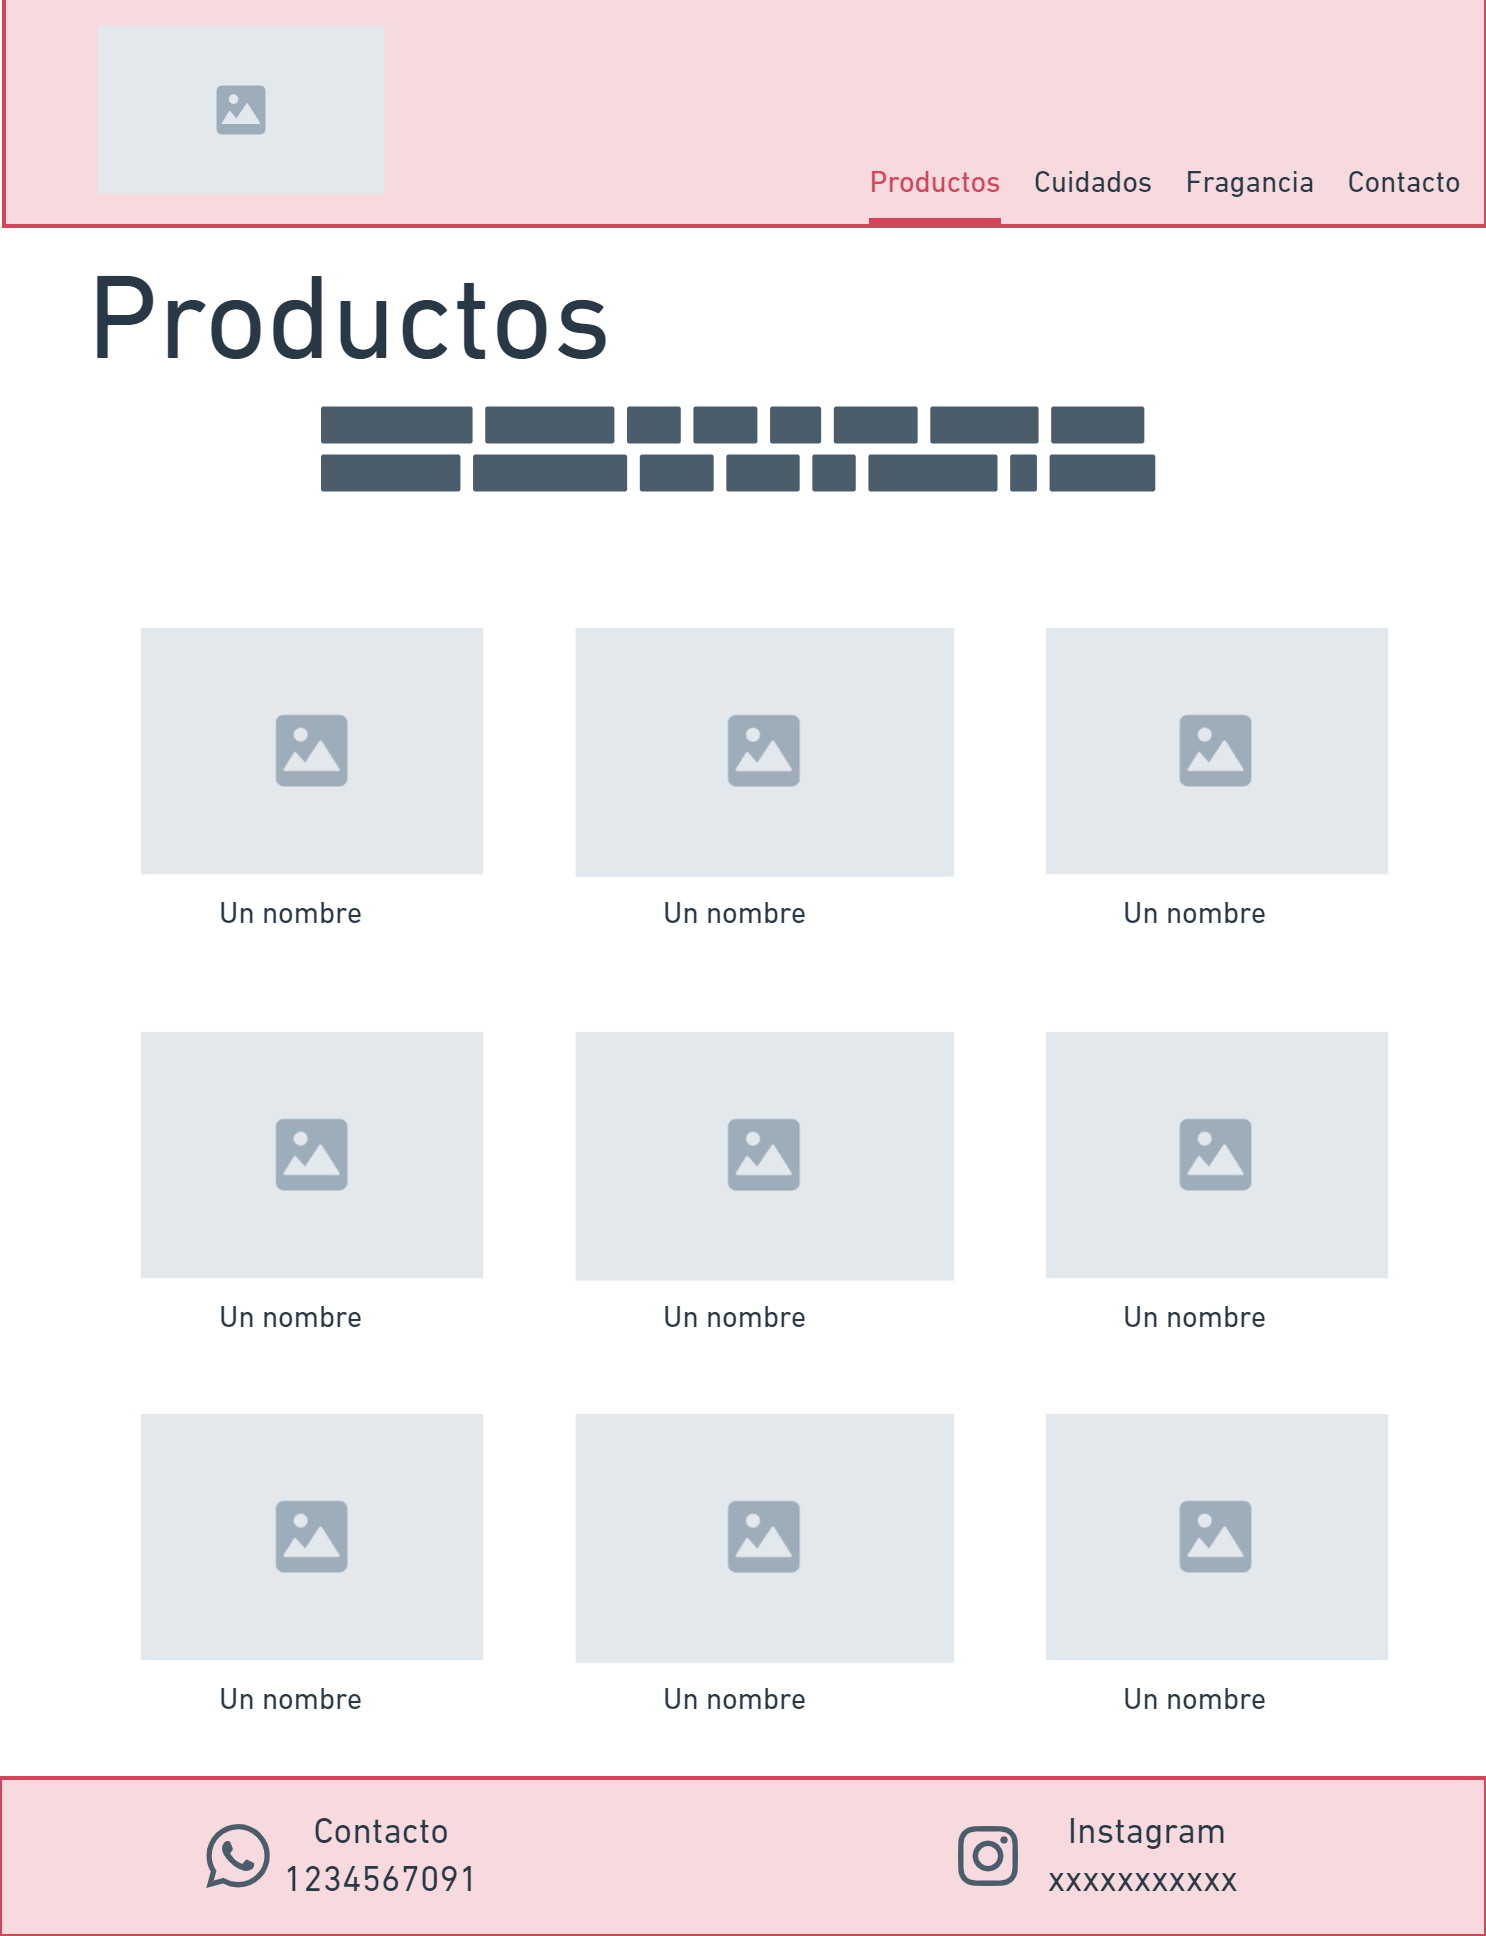 Productos Cuidados Fragancia Contacto
Productos
Un nombre Un nombre Un nombre
Un nombre Un nombre Un nombre
Un nombre Un nombre Un nombre
Contacto
1234567091
Instagram
xxxxxxxxxxx